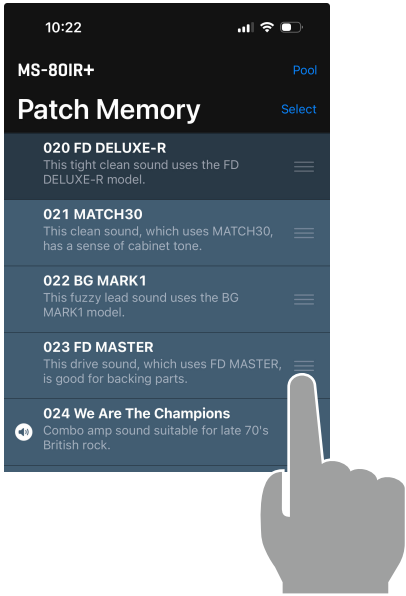 10:22
MS-80IR+
Pool
Patch Memory
Select
020 FD DELUXE-R
This tight clean sound uses the FD
DELUXE-R model.
021 MATCH30
This clean sound, which uses MATCH30,
has a sense of cabinet tone.
022 BG MARK1
This fuzzy lead sound uses the BG
MARK1 model.
023 FD MASTER
This drive sound, which uses FD MASTER,
is good for backing parts.
024 We Are The Champions
Combo amp sound suitable for late 70's
British rock.